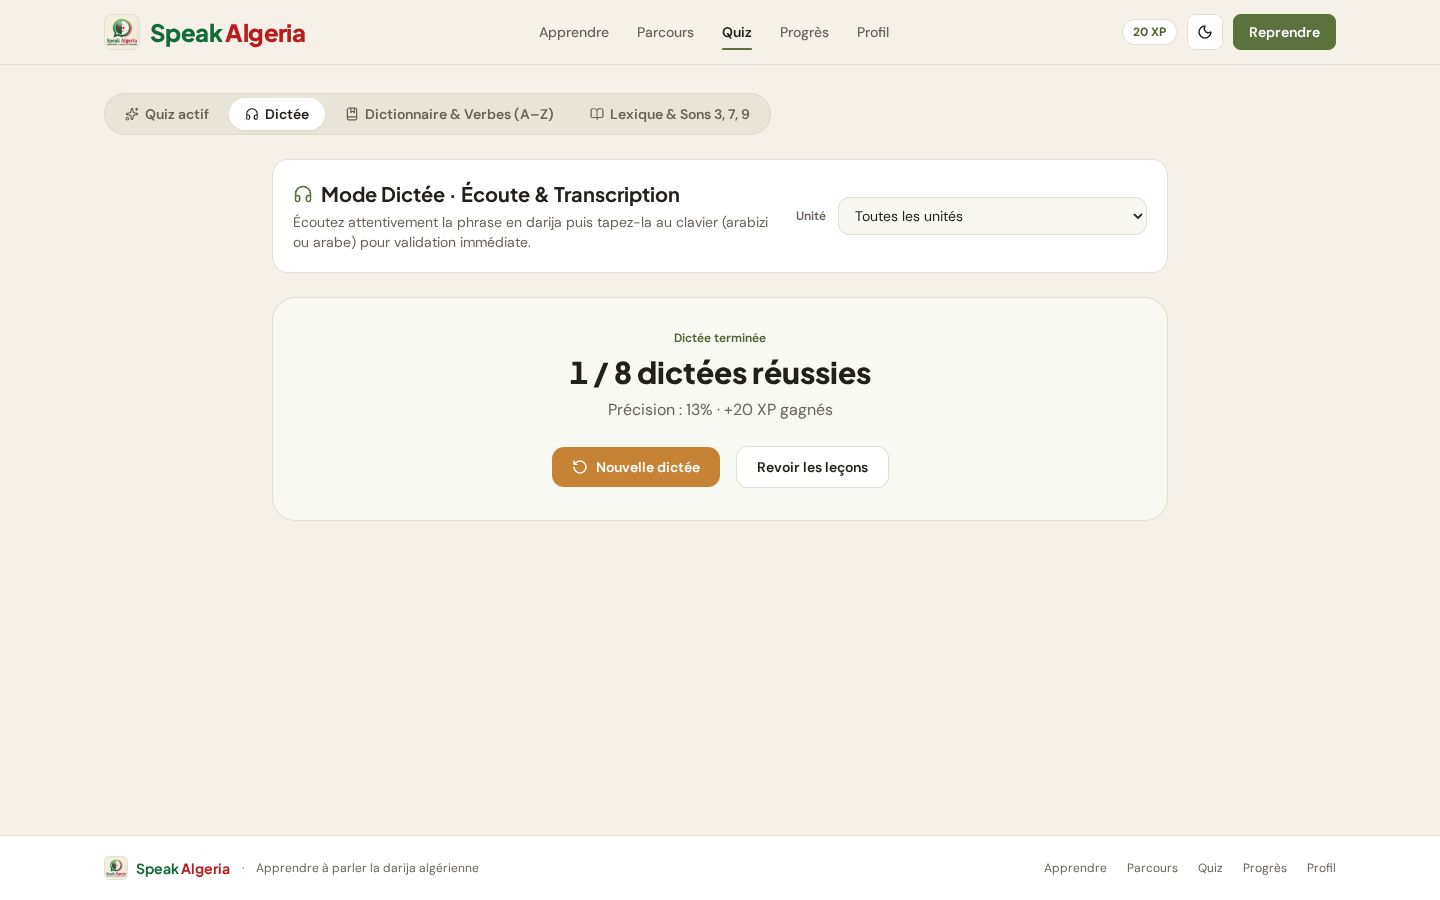 Speak Algeria
Apprendre
Parcours
Quiz
Progrès
Profil
20 XP
Reprendre
Quiz actif
Dictée
Dictionnaire & Verbes (A–Z)
Lexique & Sons 3, 7, 9
Mode Dictée · Écoute & Transcription
Écoutez attentivement la phrase en darija puis tapez-la au clavier (arabizi
ou arabe) pour validation immédiate.
Unité
Toutes les unités
Dictée terminée
1 / 8 dictées réussies
Précision : 13% · +20 XP gagnés
Nouvelle dictée
Revoir les leçons
Speak Algeria · Apprendre à parler la darija algérienne
Apprendre
Parcours
Quiz
Progrès
Profil